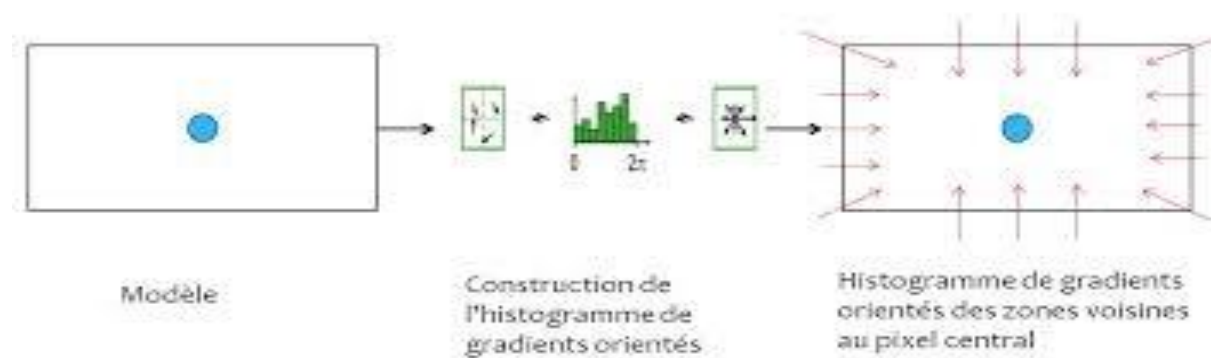 0 2π
Modèle
Construction de
l'histogramme de
gradients orientés
Histogramme de gradients
orientés des zones voisines
au pixel central